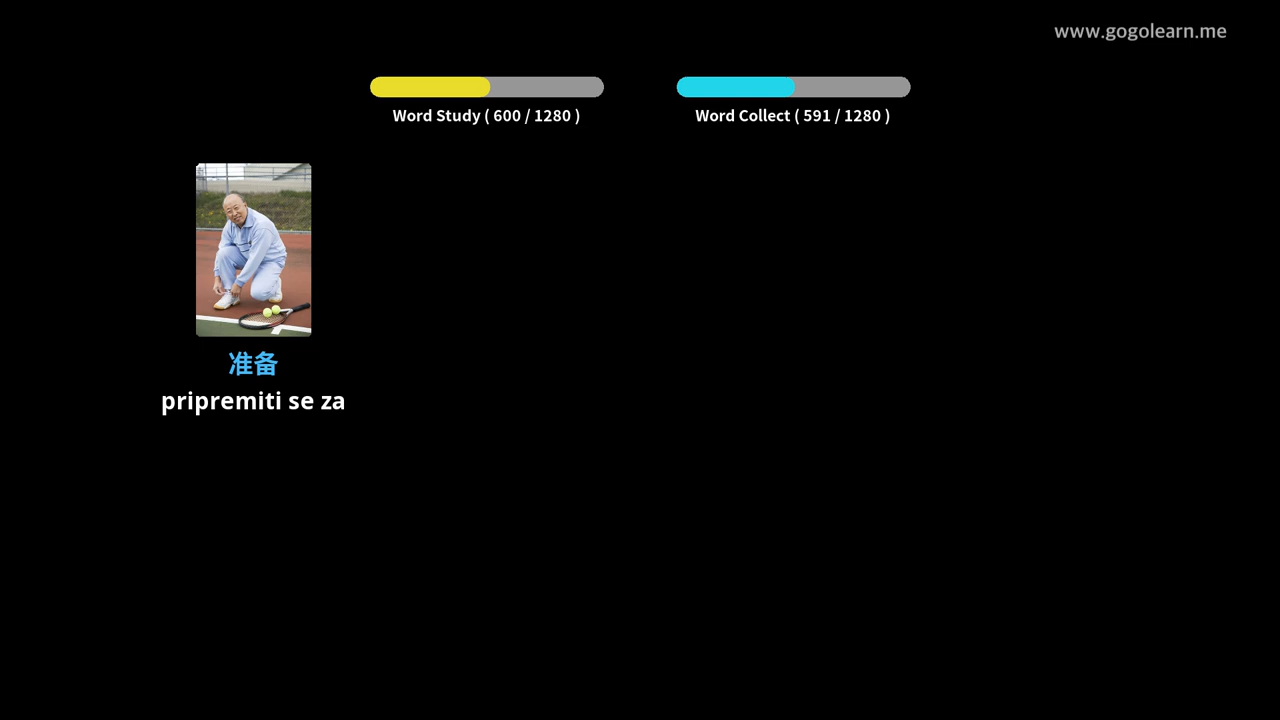 www.gogolearn.me
Word Study ( 600 / 1280 )
Word Collect ( 591 / 1280 )
准备
pripremiti se za